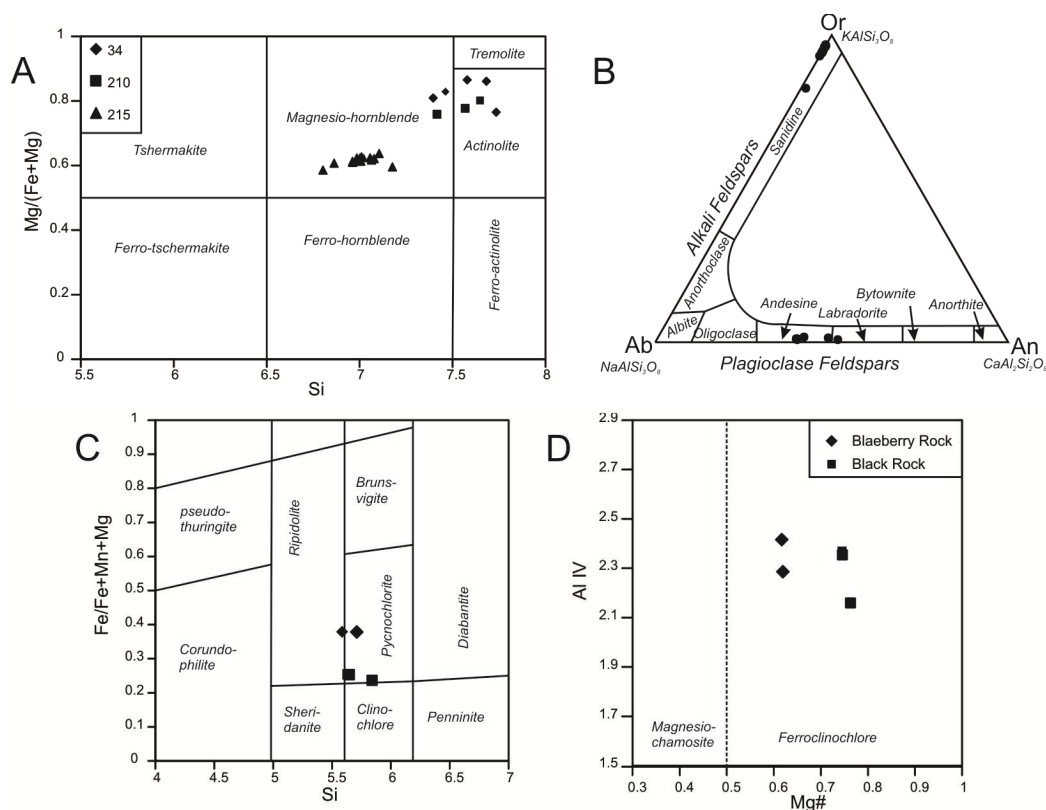 A
34
210
215
Mg/(Fe+Mg)
1
0.8
0.6
0.4
0.2
0
Tremolite
Magnesio-hornblende
Tshermakite
Actinolite
Ferro-tschermakite
Ferro-hornblende
Ferro-actinolite
5.5
6
6.5
7
7.5
8
Si
B
Or
KAlSi₃O₈
Sanidine
Alkali Feldspars
Anorthoclase
Albite
Oligoclase
Andesine
Labradorite
Bytownite
Anorthite
Ab
NaAlSi₃O₈
Plagioclase Feldspars
An
CaAl₂Si₂O₈
C
Fe/Fe+Mn+Mg
1
0.9
0.8
0.7
0.6
0.5
0.4
0.3
0.2
0.1
0
pseudo-
thuringite
Ripidolite
Bruns-
vigite
Corundo-
philite
Pycnochlorite
Diabantite
Sheri-
danite
Clino-
chlore
Penninite
4
5
5.5
6
7
Si
D
Blaeberry Rock
Black Rock
Al IV
2.9
2.7
2.5
2.3
2.1
1.9
1.7
1.5
Magnesio-
chamosite
Ferroclinochlore
0.3
0.4
0.5
0.6
0.7
0.8
0.9
1
Mg#